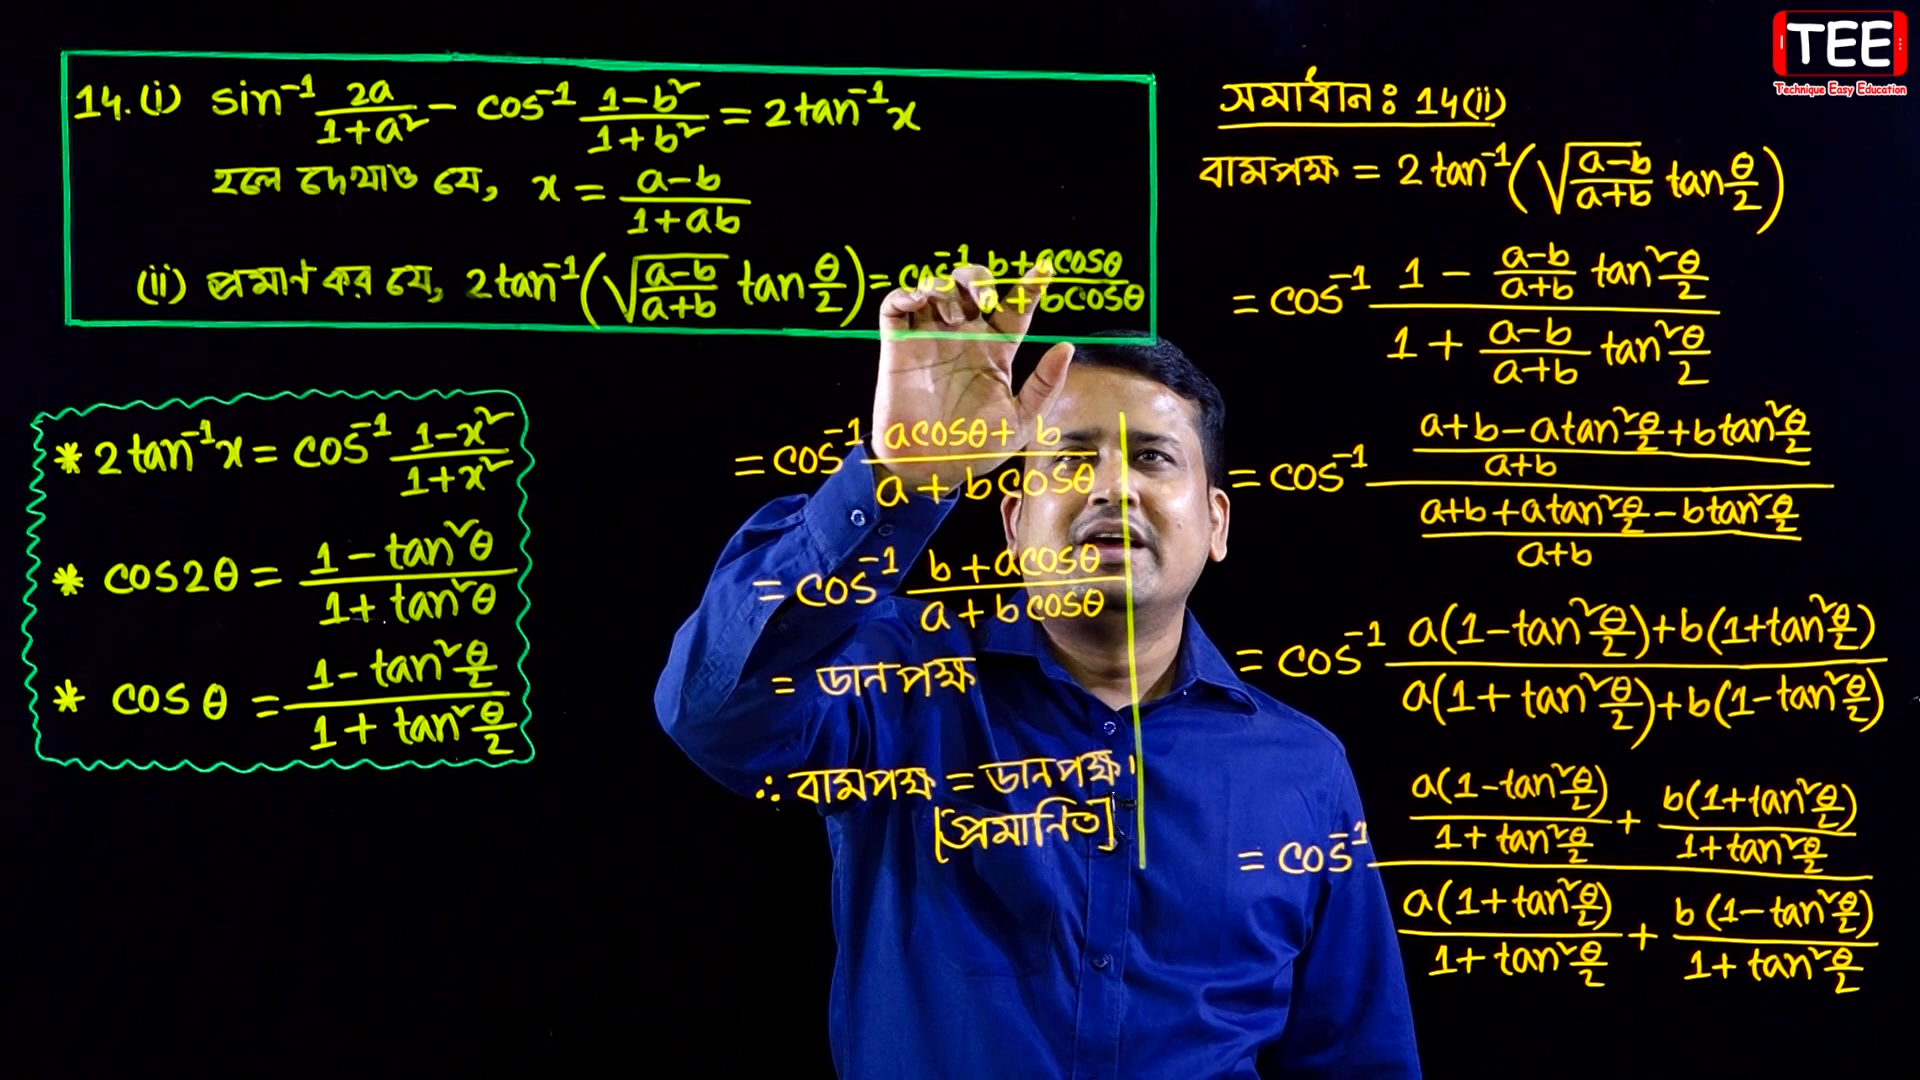 TEE
Technique Easy Education
14.(i) sin⁻¹ 2a/(1+a²) − cos⁻¹ (1−b²)/(1+b²) = 2tan⁻¹x
হলে দেখাও যে, x = (a−b)/(1+ab)
(ii) প্রমাণ কর যে, 2tan⁻¹(√((a−b)/(a+b)) tan θ/2) = cos⁻¹ (b+acosθ)/(a+bcosθ)
* 2tan⁻¹x = cos⁻¹ (1−x²)/(1+x²)
* cos2θ = (1−tan²θ)/(1+tan²θ)
* cosθ = (1−tan²θ/2)/(1+tan²θ/2)
সমাধান: 14(ii)
বামপক্ষ = 2tan⁻¹(√((a−b)/(a+b)) tan θ/2)
= cos⁻¹ (1 − (a−b)/(a+b) tan²θ/2)/(1 + (a−b)/(a+b) tan²θ/2)
= cos⁻¹ ((a+b−atan²θ/2+btan²θ/2)/(a+b))/((a+b+atan²θ/2−btan²θ/2)/(a+b))
= cos⁻¹ (a(1−tan²θ/2)+b(1+tan²θ/2))/(a(1+tan²θ/2)+b(1−tan²θ/2))
= cos⁻¹ (a(1−tan²θ/2)/(1+tan²θ/2) + b(1+tan²θ/2)/(1+tan²θ/2))/(a(1+tan²θ/2)/(1+tan²θ/2) + b(1−tan²θ/2)/(1+tan²θ/2))
= cos⁻¹ (acosθ+b)/(a+bcosθ)
= cos⁻¹ (b+acosθ)/(a+bcosθ)
= ডানপক্ষ
∴ বামপক্ষ = ডানপক্ষ।
[প্রমাণিত]